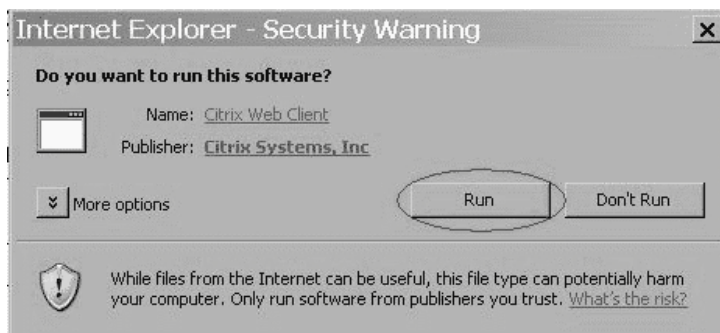 Internet Explorer - Security Warning
Do you want to run this software?
Name: Citrix Web Client
Publisher: Citrix Systems, Inc
More options
Run
Don't Run
While files from the Internet can be useful, this file type can potentially harm
your computer. Only run software from publishers you trust. What's the risk?